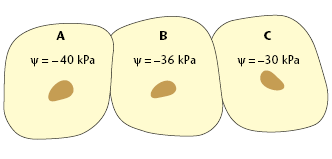 A B C
ψ = –40 kPa ψ = –36 kPa ψ = –30 kPa